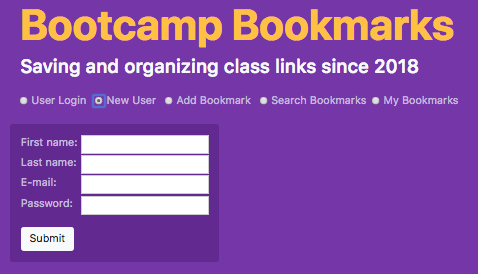 Bootcamp Bookmarks
Saving and organizing class links since 2018
User Login New User Add Bookmark Search Bookmarks My Bookmarks
First name:
Last name:
E-mail:
Password:
Submit